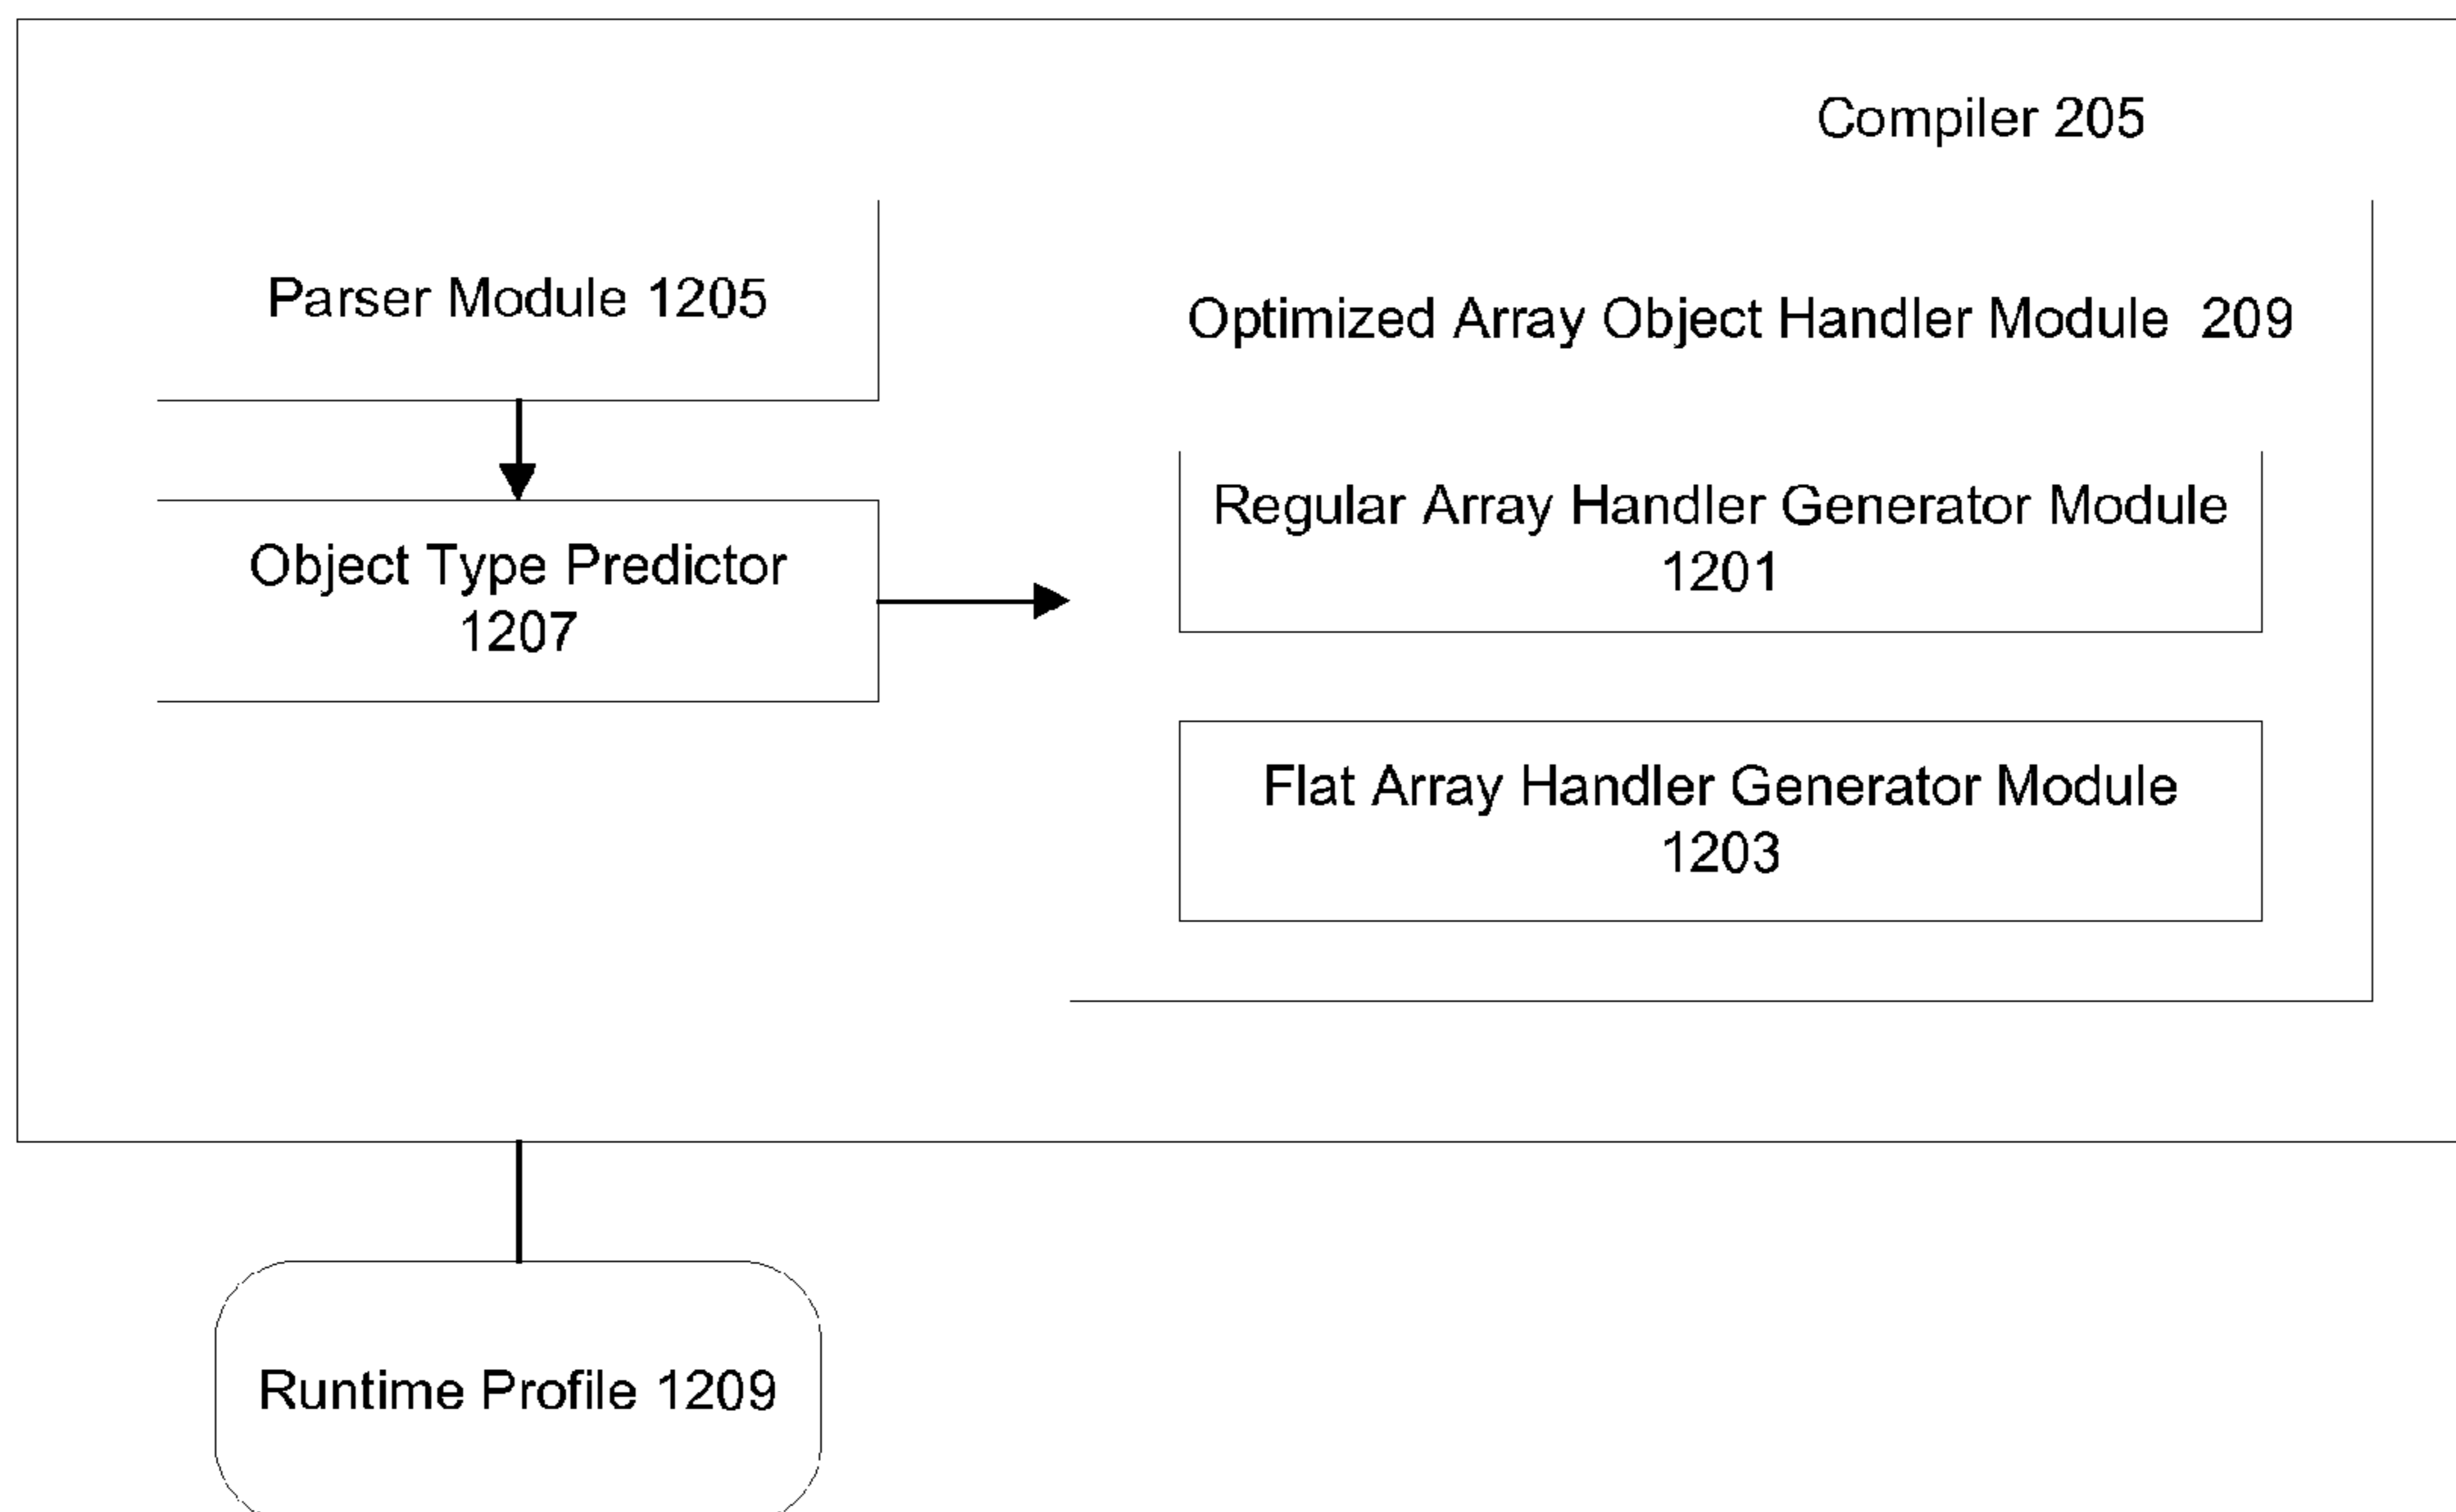 Compiler 205
Parser Module 1205
Optimized Array Object Handler Module 209
Object Type Predictor
1207
Regular Array Handler Generator Module
1201
Flat Array Handler Generator Module
1203
Runtime Profile 1209